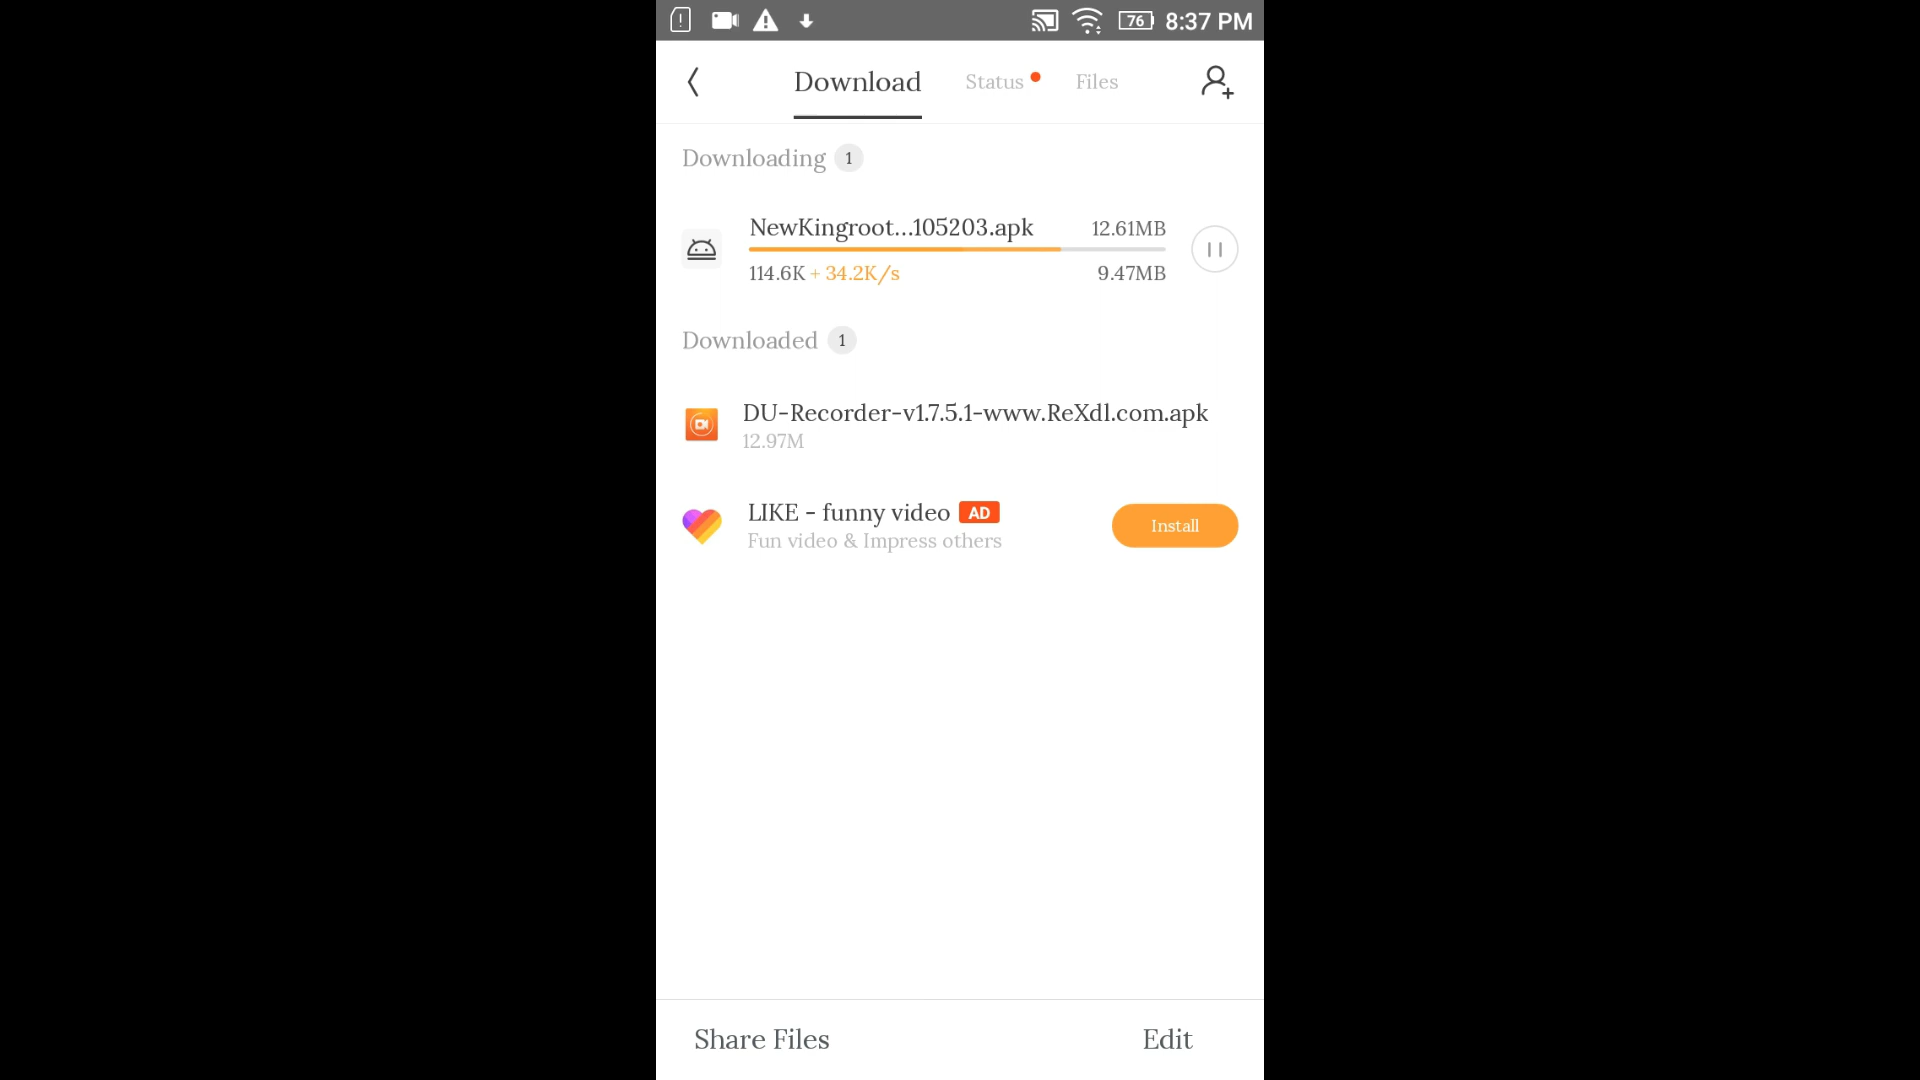 76 8:37 PM
Download Status Files
Downloading 1
NewKingroot...105203.apk 12.61MB
114.6K + 34.2K/s 9.47MB
Downloaded 1
DU-Recorder-v1.7.5.1-www.ReXdl.com.apk
12.97M
LIKE - funny video AD
Fun video & Impress others
Install
Share Files Edit